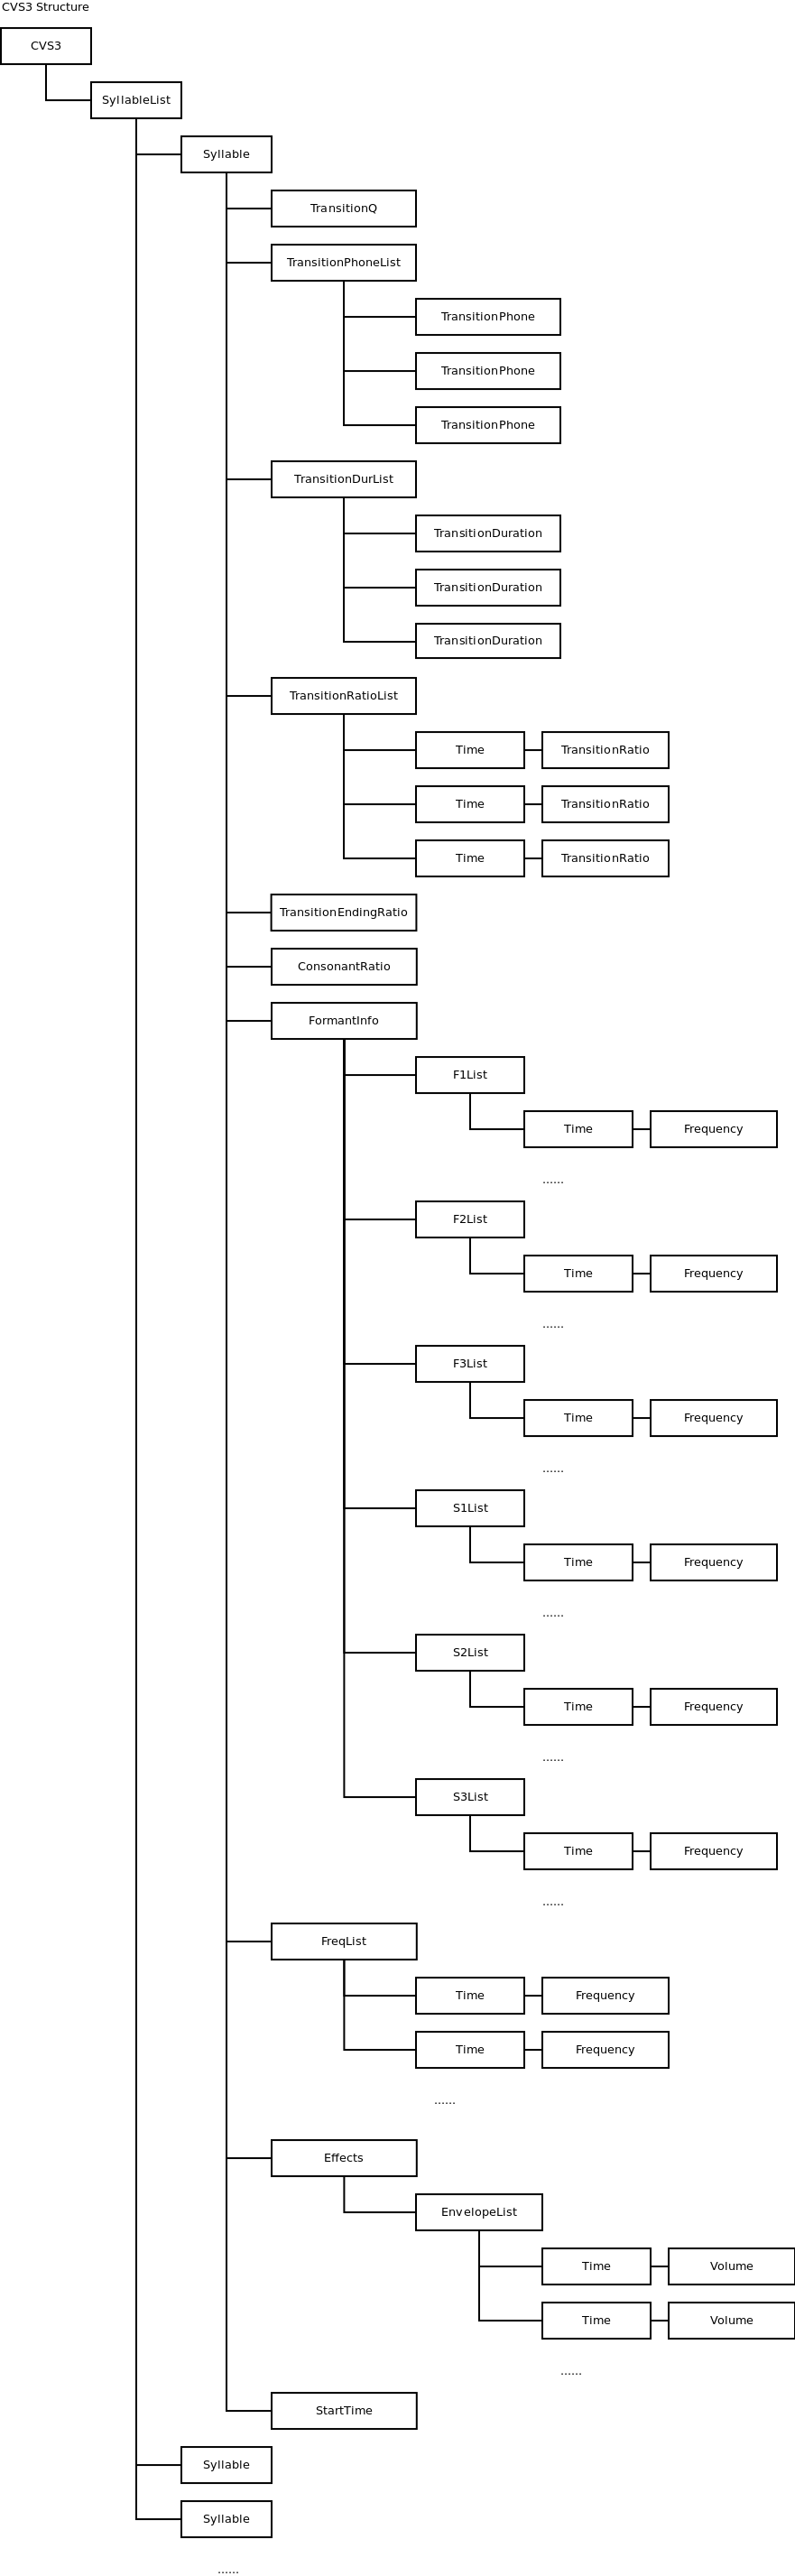 CVS3 Structure
CVS3
SyllableList
Syllable
TransitionQ
TransitionPhoneList
TransitionPhone
TransitionPhone
TransitionPhone
TransitionDurList
TransitionDuration
TransitionDuration
TransitionDuration
TransitionRatioList
Time TransitionRatio
Time TransitionRatio
Time TransitionRatio
TransitionEndingRatio
ConsonantRatio
FormantInfo
F1List
Time Frequency
......
F2List
Time Frequency
......
F3List
Time Frequency
......
S1List
Time Frequency
......
S2List
Time Frequency
......
S3List
Time Frequency
......
FreqList
Time Frequency
Time Frequency
......
Effects
EnvelopeList
Time Volume
Time Volume
......
StartTime
Syllable
Syllable
......